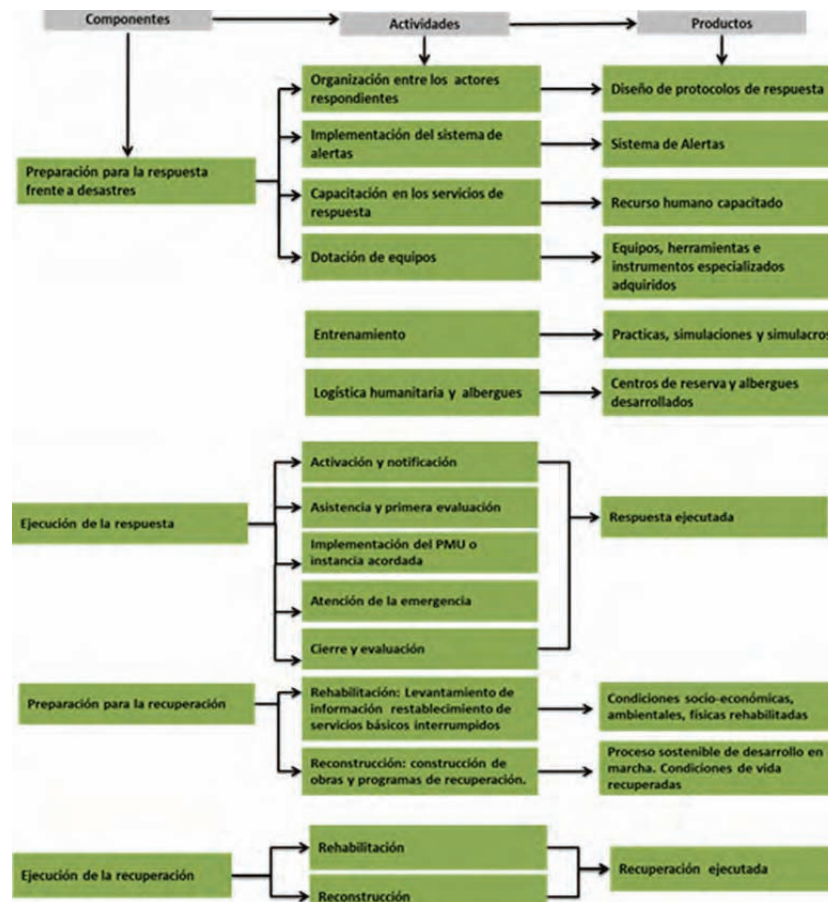 Componentes
Actividades
Productos
Preparación para la respuesta
frente a desastres
Organización entre los actores
respondientes
Diseño de protocolos de respuesta
Implementación del sistema de
alertas
Sistema de Alertas
Capacitación en los servicios de
respuesta
Recurso humano capacitado
Dotación de equipos
Equipos, herramientas e
instrumentos especializados
adquiridos
Entrenamiento
Practicas, simulaciones y simulacros
Logística humanitaria y albergues
Centros de reserva y albergues
desarrollados
Ejecución de la respuesta
Activación y notificación
Asistencia y primera evaluación
Implementación del PMU o
instancia acordada
Atención de la emergencia
Cierre y evaluación
Respuesta ejecutada
Preparación para la recuperación
Rehabilitación: Levantamiento de
información restablecimiento de
servicios básicos interrumpidos
Condiciones socio-económicas,
ambientales, físicas rehabilitadas
Reconstrucción: construcción de
obras y programas de recuperación.
Proceso sostenible de desarrollo en
marcha. Condiciones de vida
recuperadas
Ejecución de la recuperación
Rehabilitación
Reconstrucción
Recuperación ejecutada